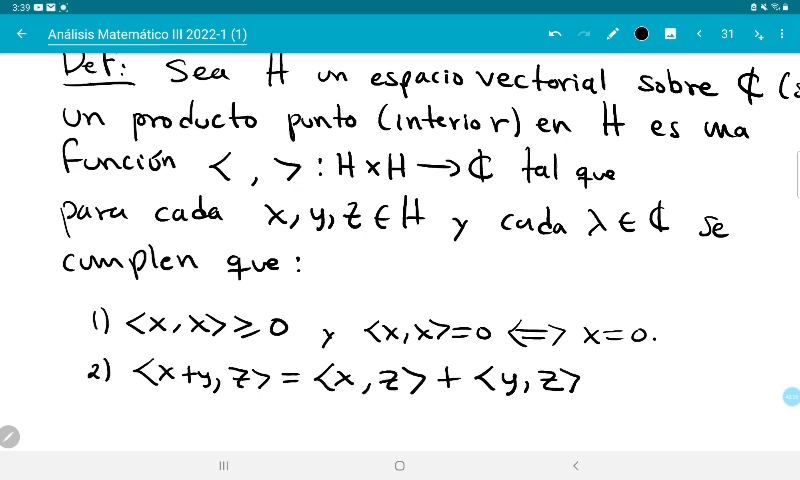 3:39
Análisis Matemático III 2022-1 (1)
31
Def: Sea H un espacio vectorial sobre ₵ (
un producto punto (interior) en H es una
función < , > : H×H → ₵ tal que
para cada x, y, z ∈ H y cada λ ∈ ₵ se
cumplen que :
1) <x, x> ≥ 0 y <x, x> = 0 ⟺ x = 0.
2) <x+y, z> = <x, z> + <y, z>